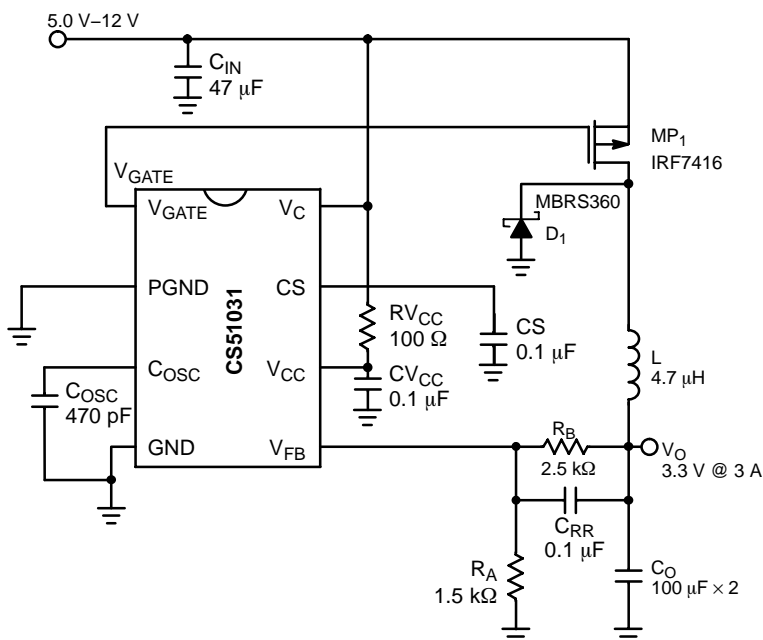 5.0 V–12 V
C_IN
47 μF
MP₁
IRF7416
V_GATE
V_GATE
V_C
MBRS360
D₁
PGND
CS
CS51031
RV_CC
100 Ω
CS
0.1 μF
L
4.7 μH
C_OSC
V_CC
CV_CC
0.1 μF
C_OSC
470 pF
GND
V_FB
R_B
2.5 kΩ
V_O
3.3 V @ 3 A
C_RR
0.1 μF
R_A
1.5 kΩ
C_O
100 μF × 2